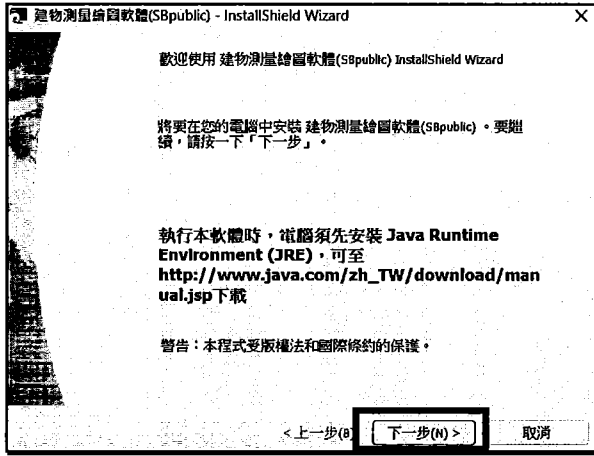 建物測量繪圖軟體(SBpublic) - InstallShield Wizard
歡迎使用 建物測量繪圖軟體(SBpublic) InstallShield Wizard
將要在您的電腦中安裝 建物測量繪圖軟體(SBpublic) 。要繼
續，請按一下「下一步」。
執行本軟體時，電腦須先安裝 Java Runtime
Environment (JRE)，可至
http://www.java.com/zh_TW/download/man
ual.jsp下載
警告：本程式受版權法和國際條約的保護。
<上一步(B 下一步(N) > 取消